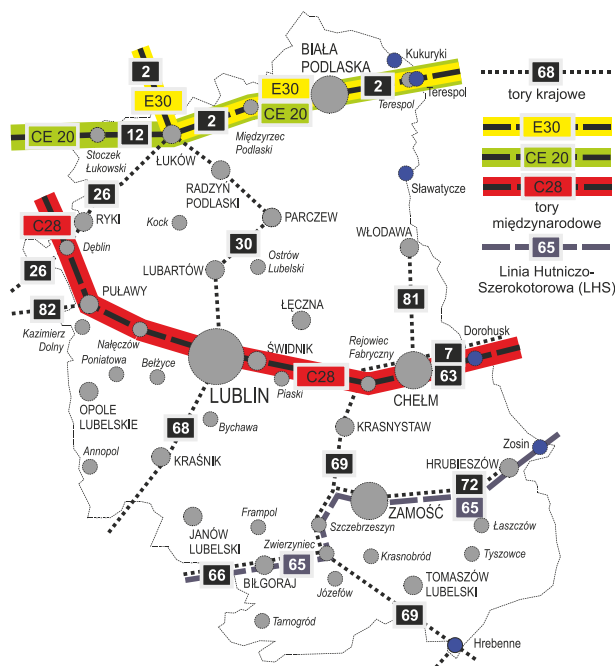 Kukuryki
BIAŁA
PODLASKA
2
E30
E30
2
Terespol
Terespol
2
CE 20
CE 20
12
Międzyrzec
Podlaski
Stoczek
Łukowski
ŁUKÓW
RADZYŃ
PODLASKI
Sławatycze
26
C28
RYKI
Kock
PARCZEW
Dęblin
WŁODAWA
30
26
Ostrów
Lubelski
LUBARTÓW
82
PUŁAWY
81
ŁĘCZNA
Kazimierz
Dolny
Nałęczów
Dorohusk
Rejowiec
Fabryczny
7
ŚWIDNIK
63
Poniatowa
Bełżyce
C28
Piaski
LUBLIN
CHEŁM
OPOLE
LUBELSKIE
Bychawa
KRASNYSTAW
68
Zosin
Annopol
KRAŚNIK
69
HRUBIESZÓW
72
65
ZAMOŚĆ
Frampol
Szczebrzeszyn
Łaszczów
JANÓW
LUBELSKI
Zwierzyniec
65
Krasnobród
Tyszowce
66
BIŁGORAJ
Józefów
TOMASZÓW
LUBELSKI
69
Tarnogród
Hrebenne
68
tory krajowe
E30
CE 20
C28
tory
międzynarodowe
65
Linia Hutniczo-
Szerokotorowa (LHS)